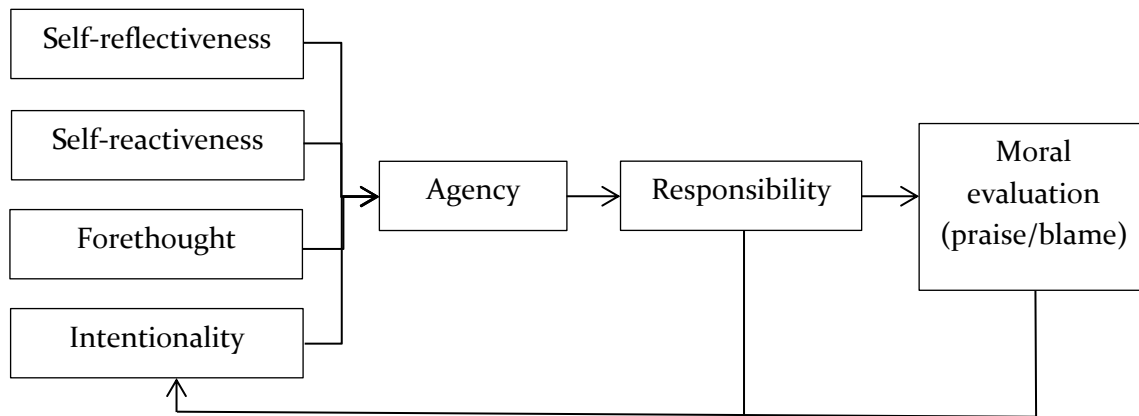 Self-reflectiveness
Self-reactiveness
Forethought
Intentionality
Agency
Responsibility
Moral
evaluation
(praise/blame)